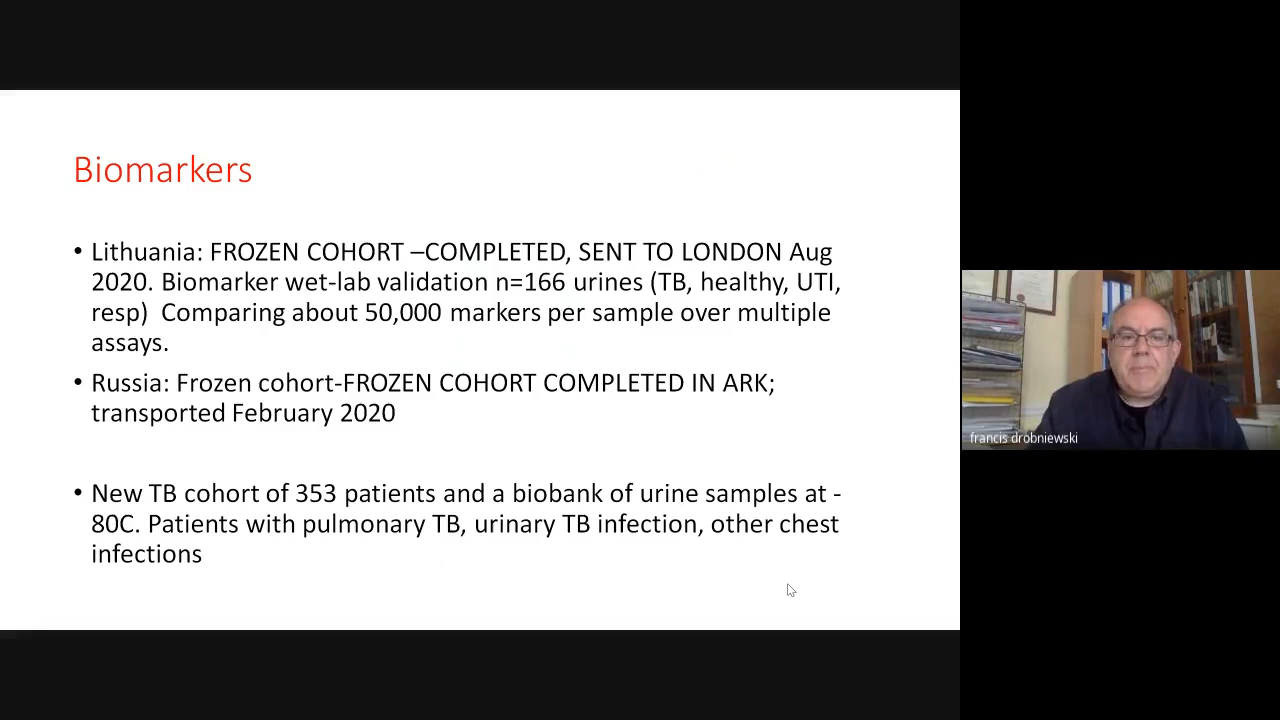 Biomarkers
• Lithuania: FROZEN COHORT –COMPLETED, SENT TO LONDON Aug
2020. Biomarker wet-lab validation n=166 urines (TB, healthy, UTI,
resp)  Comparing about 50,000 markers per sample over multiple
assays.
• Russia: Frozen cohort-FROZEN COHORT COMPLETED IN ARK;
transported February 2020
• New TB cohort of 353 patients and a biobank of urine samples at -
80C. Patients with pulmonary TB, urinary TB infection, other chest
infections
francis drobniewski